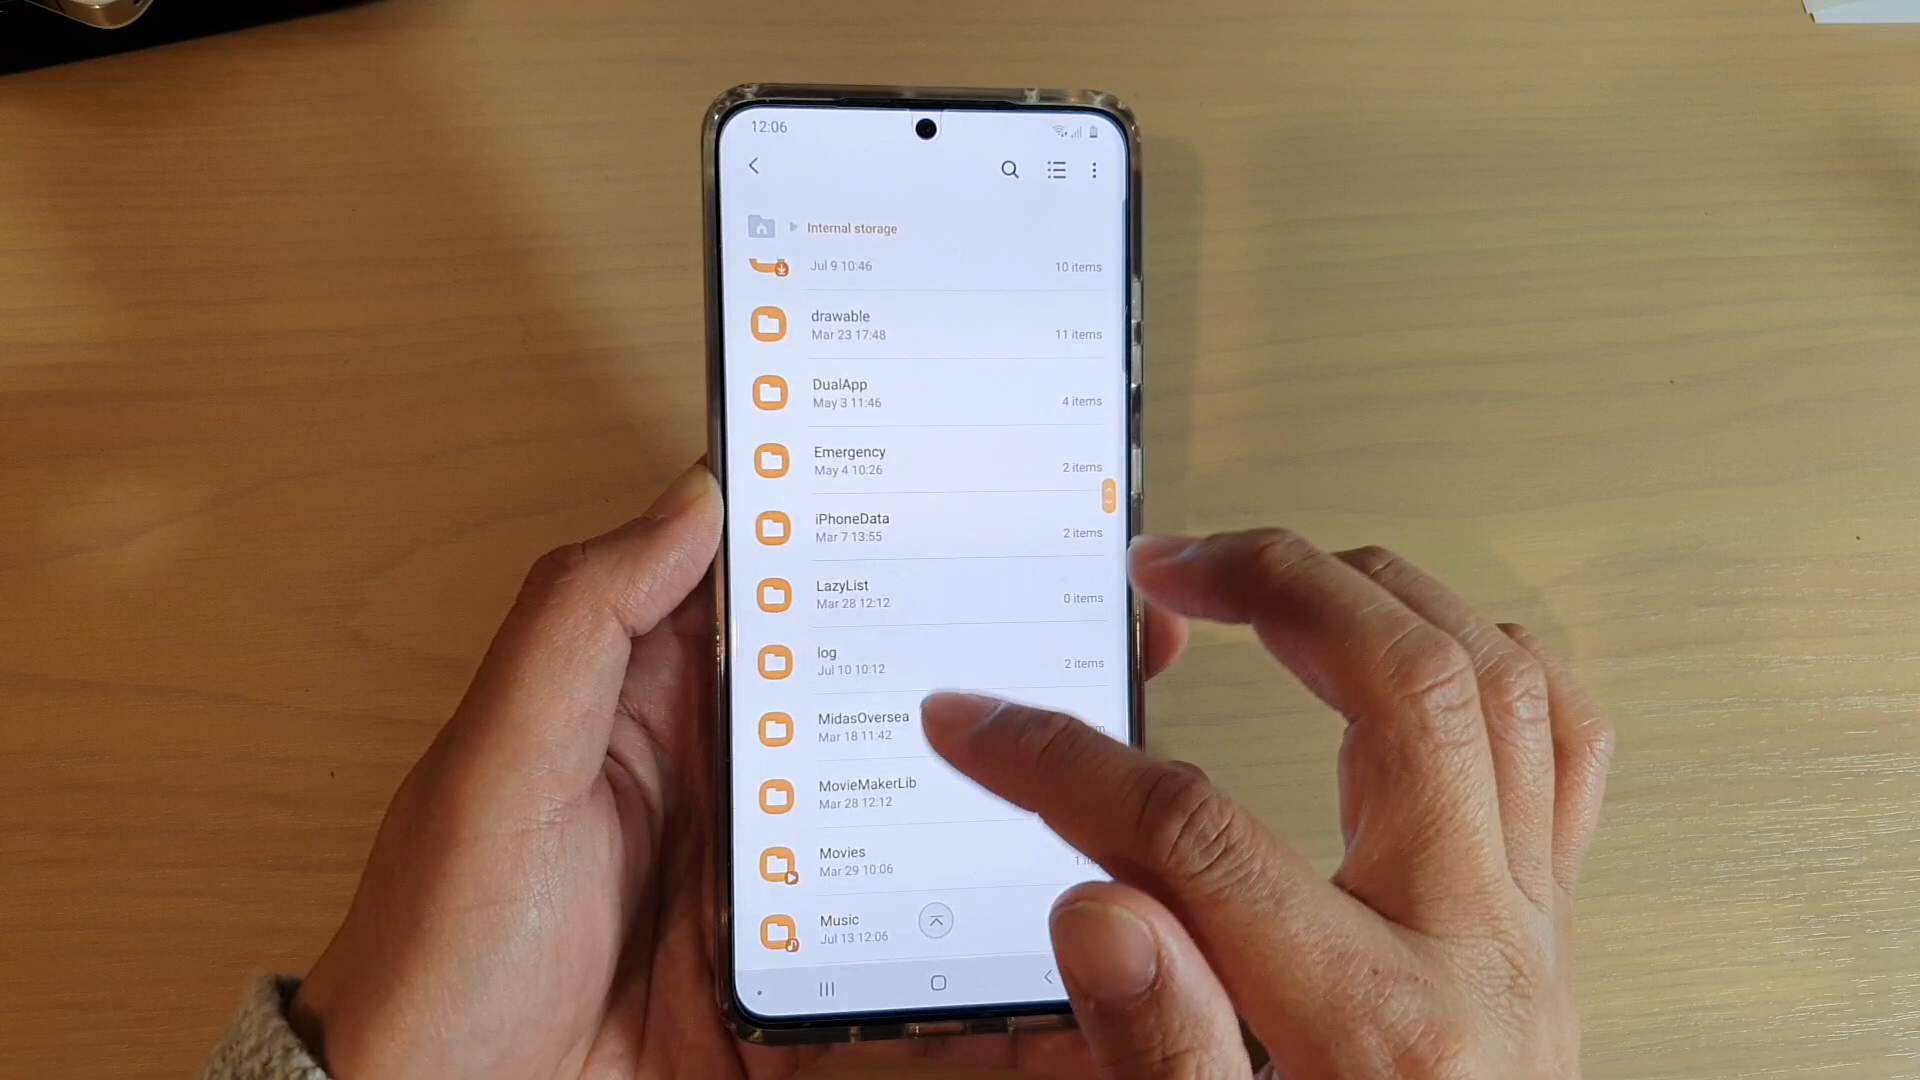 12:06
Internal storage
Jul 9 10:46 10 items
drawable
Mar 23 17:48 11 items
DualApp
May 3 11:46 4 items
Emergency
May 4 10:26 2 items
iPhoneData
Mar 7 13:55 2 items
LazyList
Mar 28 12:12 0 items
log
Jul 10 10:12 2 items
MidasOversea
Mar 18 11:42
MovieMakerLib
Mar 28 12:12
Movies
Mar 29 10:06 1
Music
Jul 13 12:06